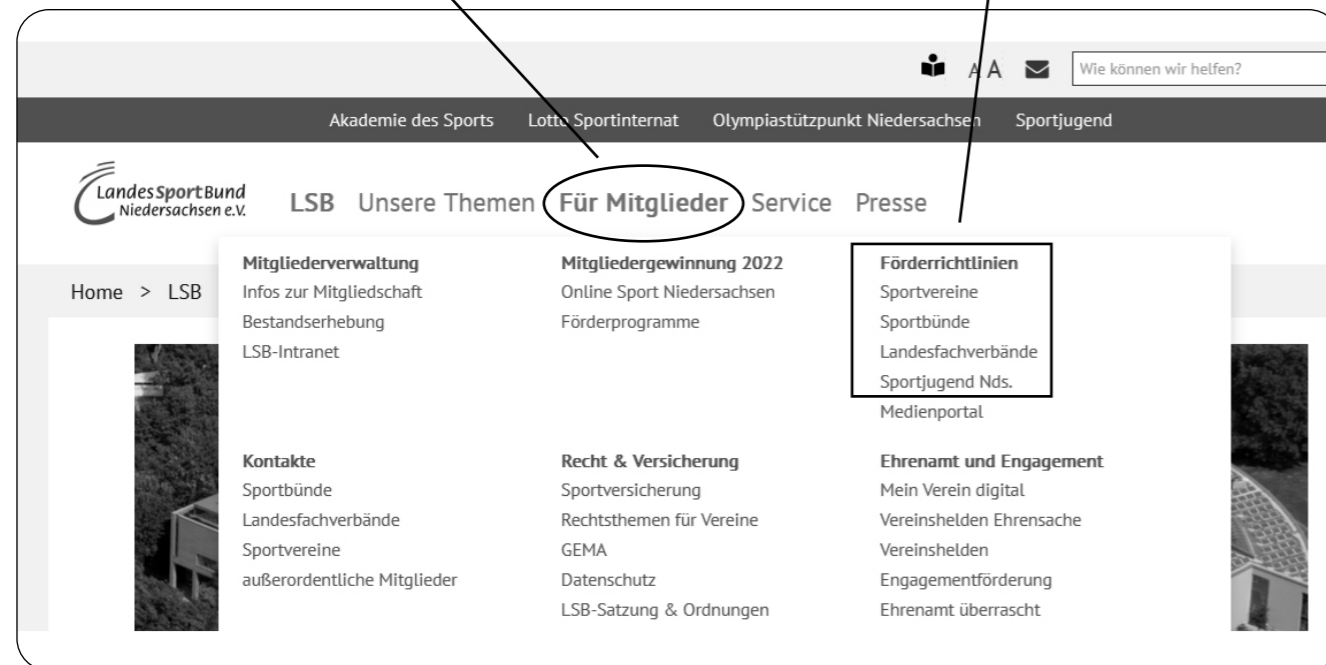 A A
Wie können wir helfen?
Akademie des Sports Lotto Sportinternat Olympiastützpunkt Niedersachsen Sportjugend
LandesSportBund
Niedersachsen e.V.
LSB Unsere Themen Für Mitglieder Service Presse
Home > LSB
Mitgliederverwaltung
Infos zur Mitgliedschaft
Bestandserhebung
LSB-Intranet
Mitgliedergewinnung 2022
Online Sport Niedersachsen
Förderprogramme
Förderrichtlinien
Sportvereine
Sportbünde
Landesfachverbände
Sportjugend Nds.
Medienportal
Kontakte
Sportbünde
Landesfachverbände
Sportvereine
außerordentliche Mitglieder
Recht & Versicherung
Sportversicherung
Rechtsthemen für Vereine
GEMA
Datenschutz
LSB-Satzung & Ordnungen
Ehrenamt und Engagement
Mein Verein digital
Vereinshelden Ehrensache
Vereinshelden
Engagementförderung
Ehrenamt überrascht